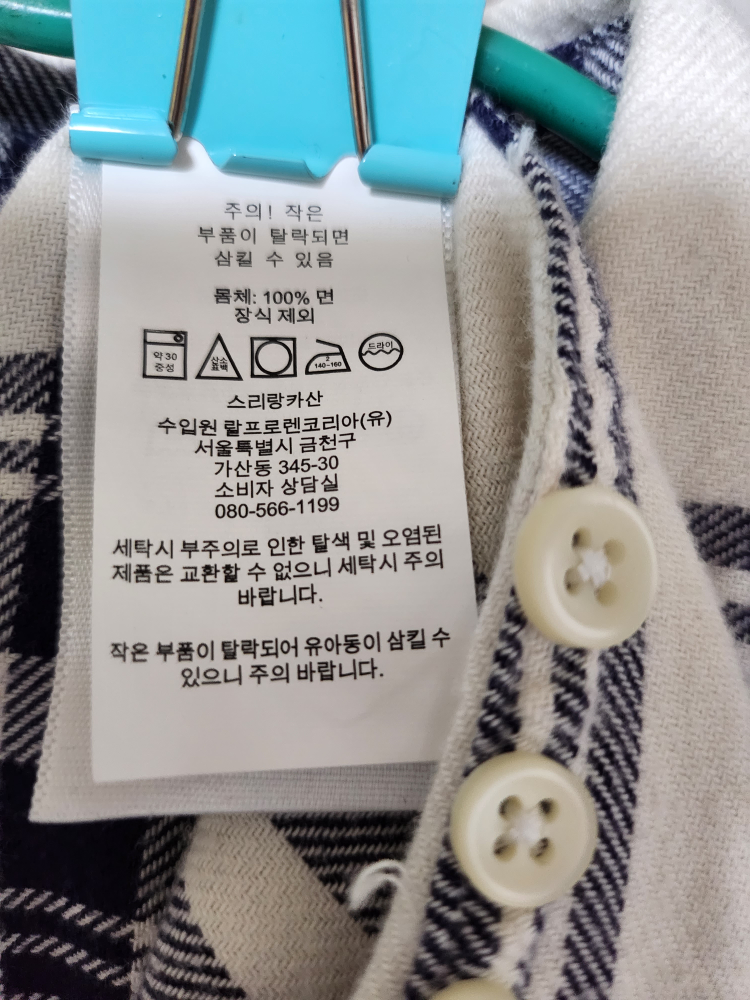 주의! 작은
부품이 탈락되면
삼킬 수 있음
몸체: 100% 면
장식 제외
약 30
중성
산소
표백
2
140~160
드라이
스리랑카산
수입원 랄프로렌코리아(유)
서울특별시 금천구
가산동 345-30
소비자 상담실
080-566-1199
세탁시 부주의로 인한 탈색 및 오염된
제품은 교환할 수 없으니 세탁시 주의
바랍니다.
작은 부품이 탈락되어 유아동이 삼킬 수
있으니 주의 바랍니다.